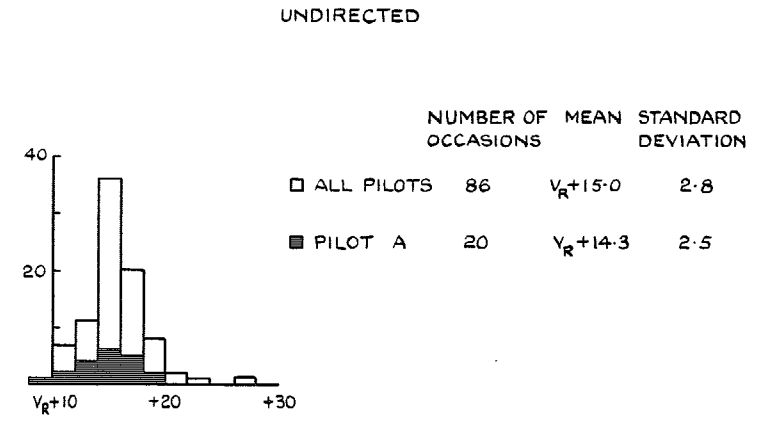 UNDIRECTED
NUMBER OF MEAN STANDARD
OCCASIONS DEVIATION
40
ALL PILOTS 86 VR+15·0 2·8
PILOT A 20 VR+14·3 2·5
20
VR+10 +20 +30